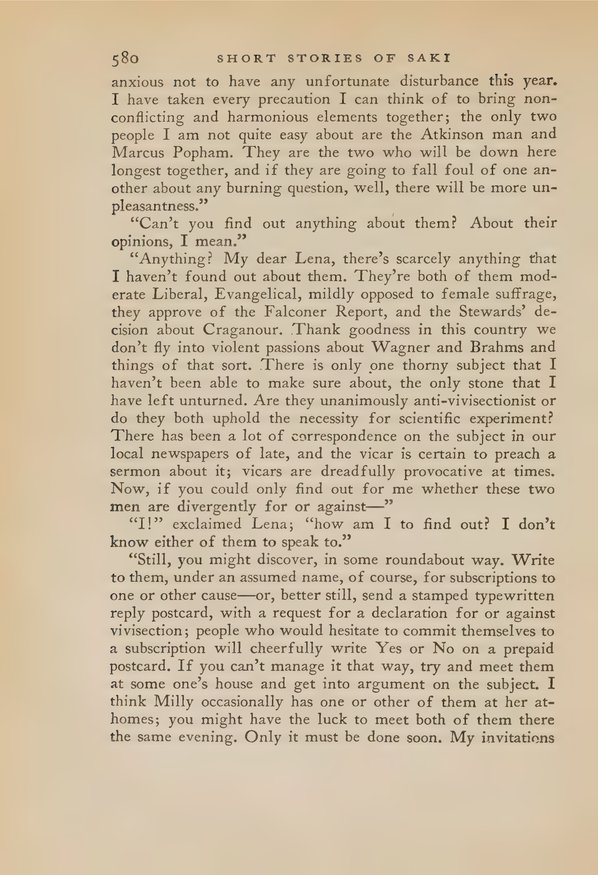 580 SHORT STORIES OF SAKI
anxious not to have any unfortunate disturbance this year.
I have taken every precaution I can think of to bring non-
conflicting and harmonious elements together; the only two
people I am not quite easy about are the Atkinson man and
Marcus Popham. They are the two who will be down here
longest together, and if they are going to fall foul of one an-
other about any burning question, well, there will be more un-
pleasantness.”
“Can’t you find out anything about them? About their
opinions, I mean.”
“Anything? My dear Lena, there’s scarcely anything that
I haven’t found out about them. They’re both of them mod-
erate Liberal, Evangelical, mildly opposed to female suffrage,
they approve of the Falconer Report, and the Stewards’ de-
cision about Craganour. Thank goodness in this country we
don’t fly into violent passions about Wagner and Brahms and
things of that sort. There is only one thorny subject that I
haven’t been able to make sure about, the only stone that I
have left unturned. Are they unanimously anti-vivisectionist or
do they both uphold the necessity for scientific experiment?
There has been a lot of correspondence on the subject in our
local newspapers of late, and the vicar is certain to preach a
sermon about it; vicars are dreadfully provocative at times.
Now, if you could only find out for me whether these two
men are divergently for or against—”
“I!” exclaimed Lena; “how am I to find out? I don’t
know either of them to speak to.”
“Still, you might discover, in some roundabout way. Write
to them, under an assumed name, of course, for subscriptions to
one or other cause—or, better still, send a stamped typewritten
reply postcard, with a request for a declaration for or against
vivisection; people who would hesitate to commit themselves to
a subscription will cheerfully write Yes or No on a prepaid
postcard. If you can’t manage it that way, try and meet them
at some one’s house and get into argument on the subject. I
think Milly occasionally has one or other of them at her at-
homes; you might have the luck to meet both of them there
the same evening. Only it must be done soon. My invitations